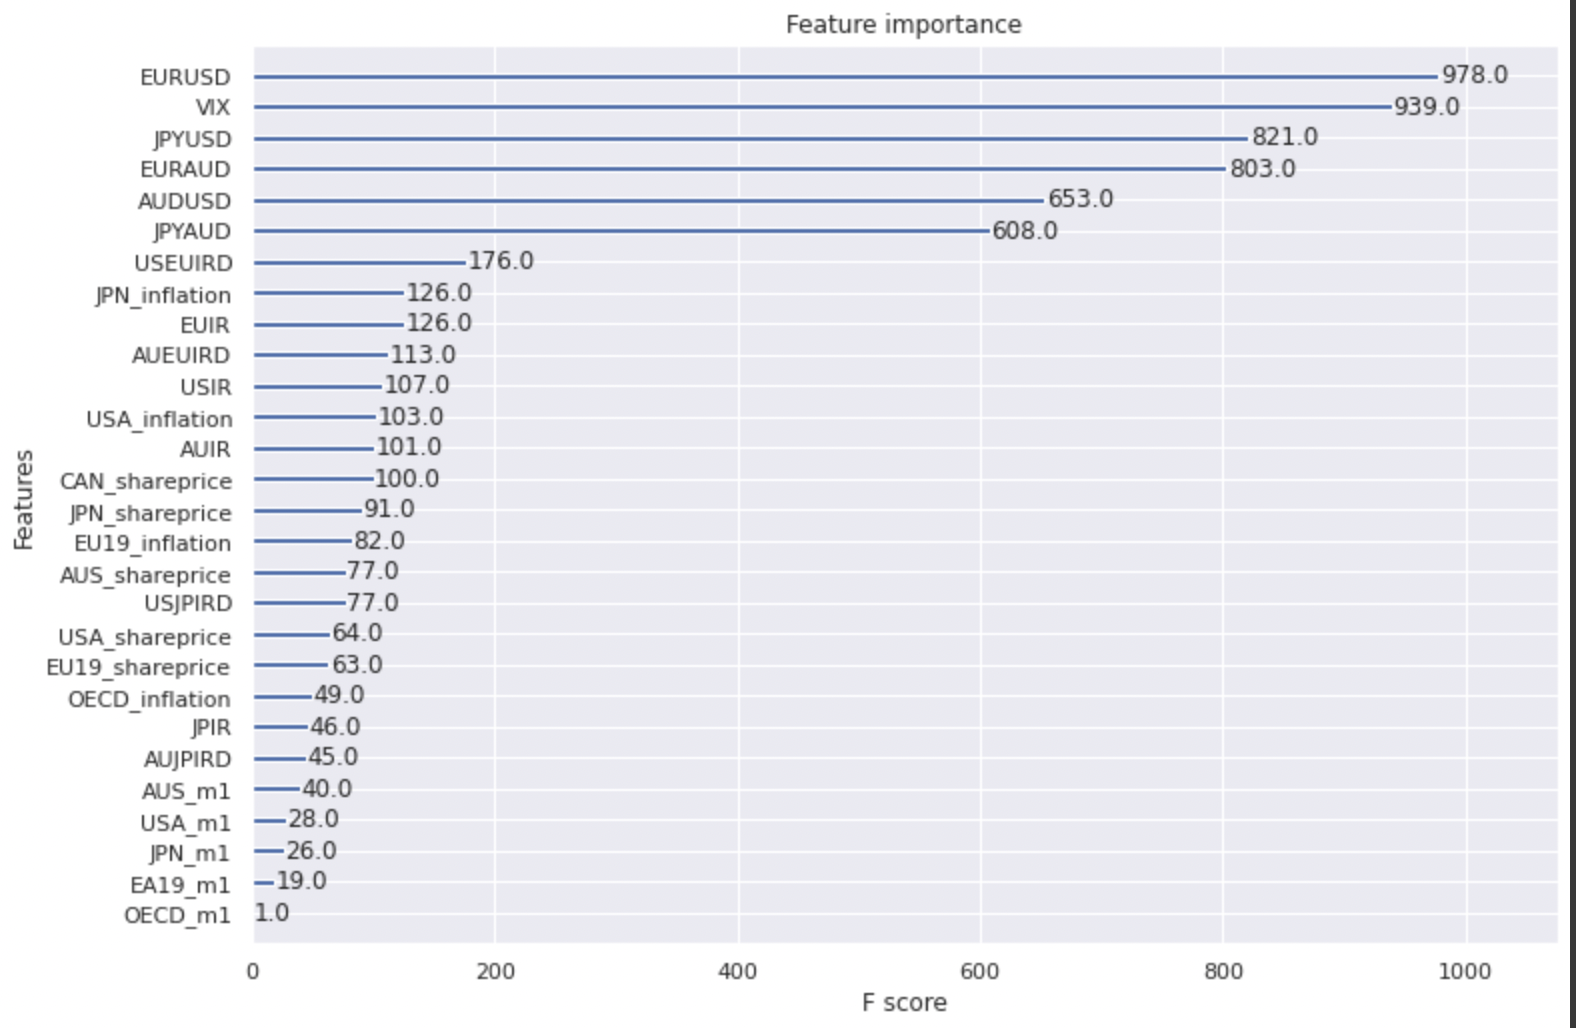 Feature importance
EURUSD 978.0
VIX 939.0
JPYUSD 821.0
EURAUD 803.0
AUDUSD 653.0
JPYAUD 608.0
USEUIRD 176.0
JPN_inflation 126.0
EUIR 126.0
AUEUIRD 113.0
USIR 107.0
USA_inflation 103.0
AUIR 101.0
CAN_shareprice 100.0
JPN_shareprice 91.0
EU19_inflation 82.0
AUS_shareprice 77.0
USJPIRD 77.0
USA_shareprice 64.0
EU19_shareprice 63.0
OECD_inflation 49.0
JPIR 46.0
AUJPIRD 45.0
AUS_m1 40.0
USA_m1 28.0
JPN_m1 26.0
EA19_m1 19.0
OECD_m1 1.0
Features
0 200 400 600 800 1000
F score